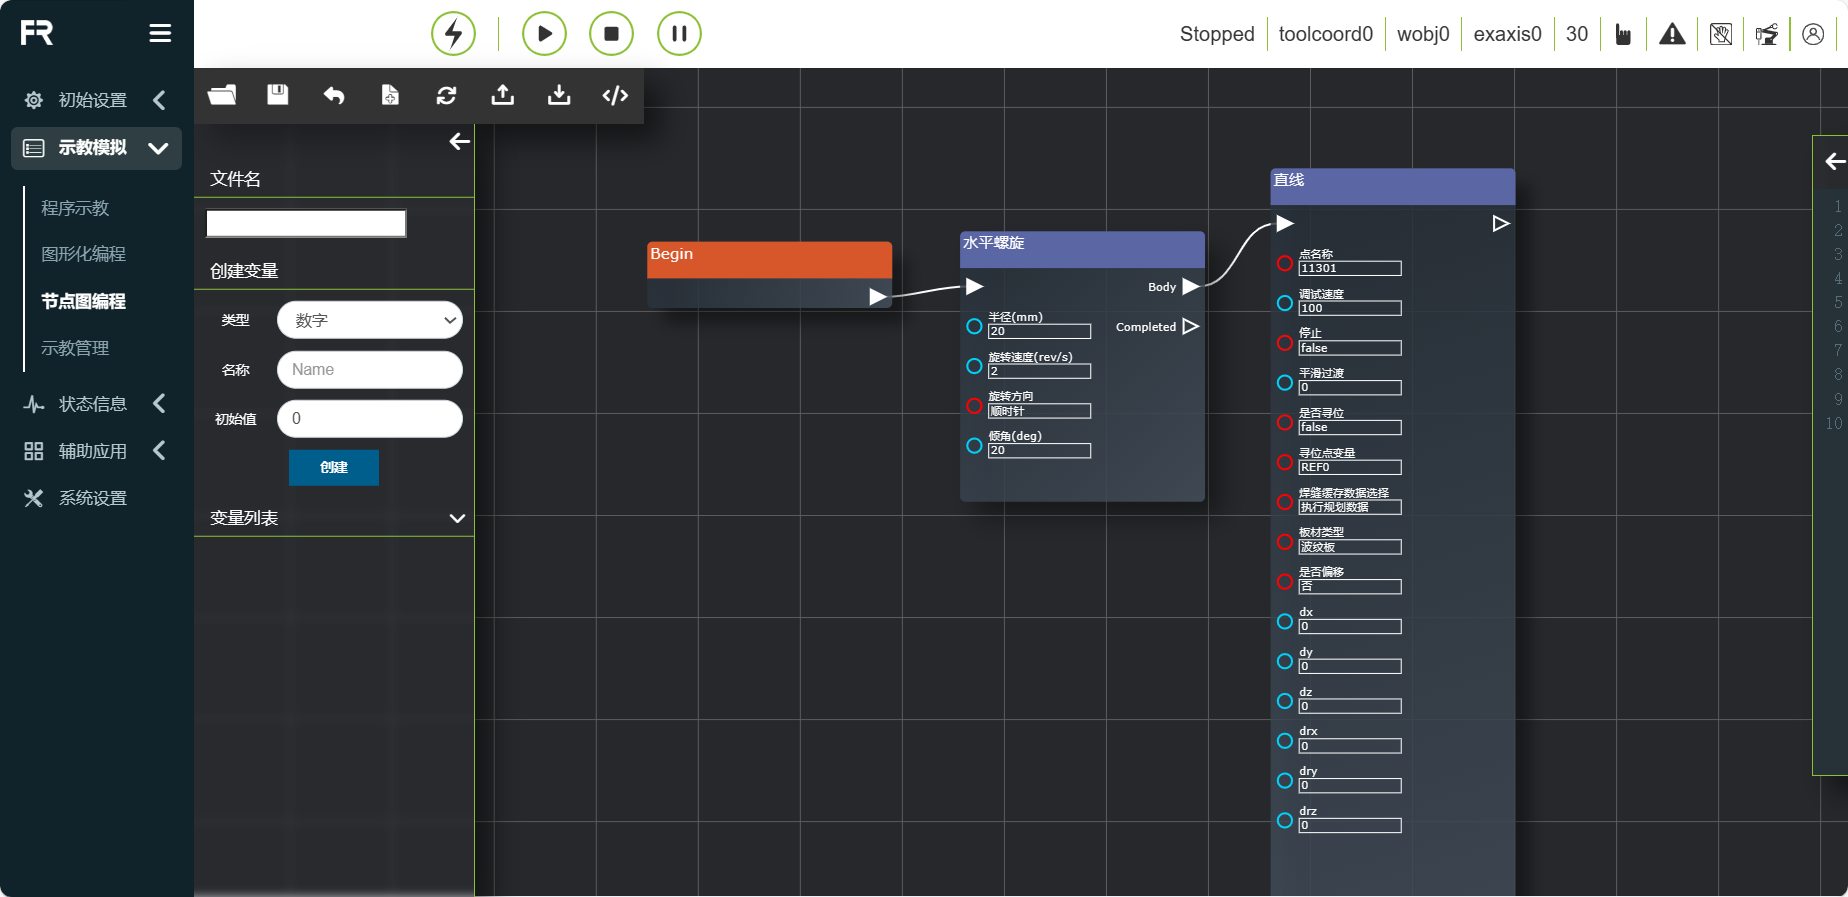 FR
Stopped
toolcoord0
wobj0
exaxis0
30
初始设置
示教模拟
程序示教
图形化编程
节点图编程
示教管理
状态信息
辅助应用
系统设置
文件名
创建变量
类型
数字
名称
Name
初始值
0
创建
变量列表
Begin
水平螺旋
Body
Completed
半径(mm)
20
旋转速度(rev/s)
2
旋转方向
顺时针
倾角(deg)
20
直线
点名称
11301
调试速度
100
停止
false
平滑过渡
0
是否寻位
false
寻位点变量
REF0
焊缝缓存数据选择
执行规划数据
板材类型
波纹板
是否偏移
否
dx
0
dy
0
dz
0
drx
0
dry
0
drz
0
1
2
3
4
5
6
7
8
9
10